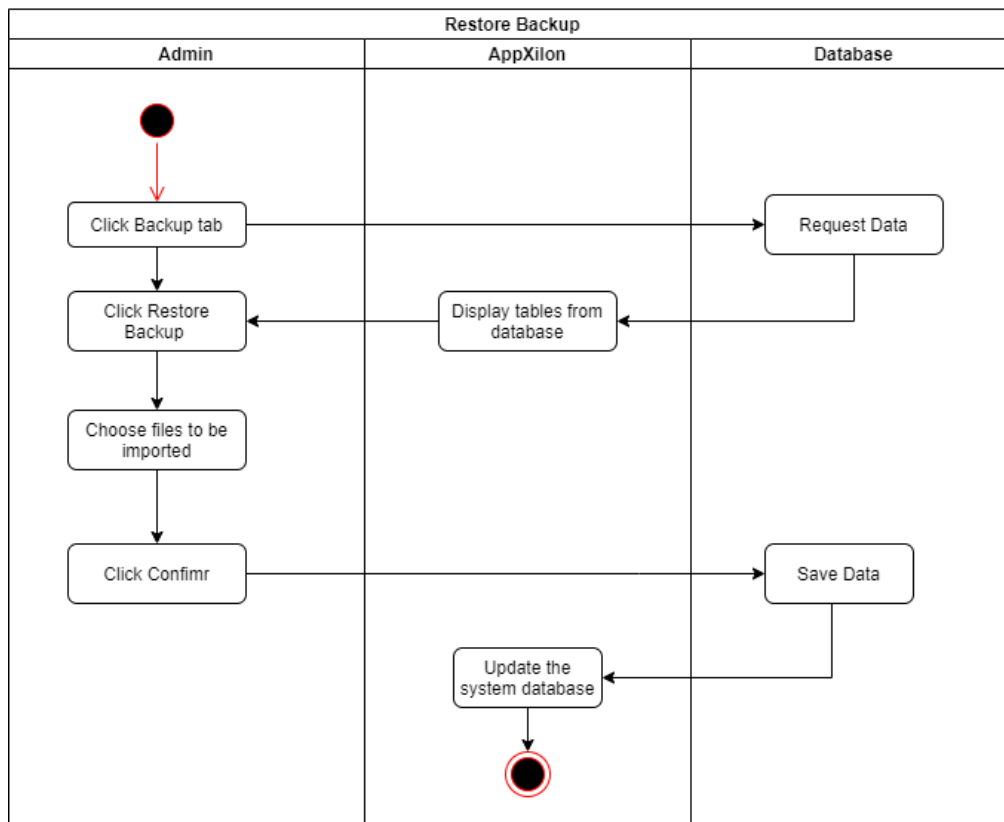 Restore Backup
Admin
AppXilon
Database
Click Backup tab
Request Data
Click Restore
Backup
Display tables from
database
Choose files to be
imported
Click Confimr
Save Data
Update the
system database